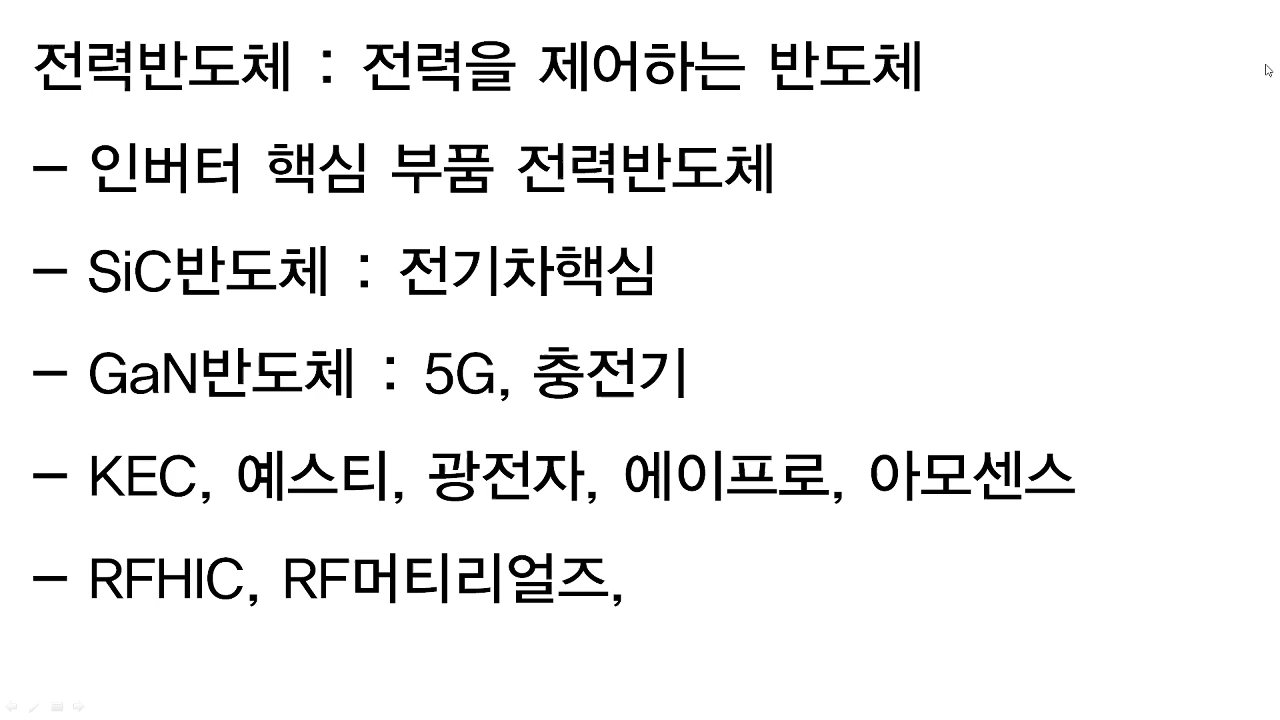 전력반도체 : 전력을 제어하는 반도체
– 인버터 핵심 부품 전력반도체
– SiC반도체 : 전기차핵심
– GaN반도체 : 5G, 충전기
– KEC, 예스티, 광전자, 에이프로, 아모센스
– RFHIC, RF머티리얼즈,